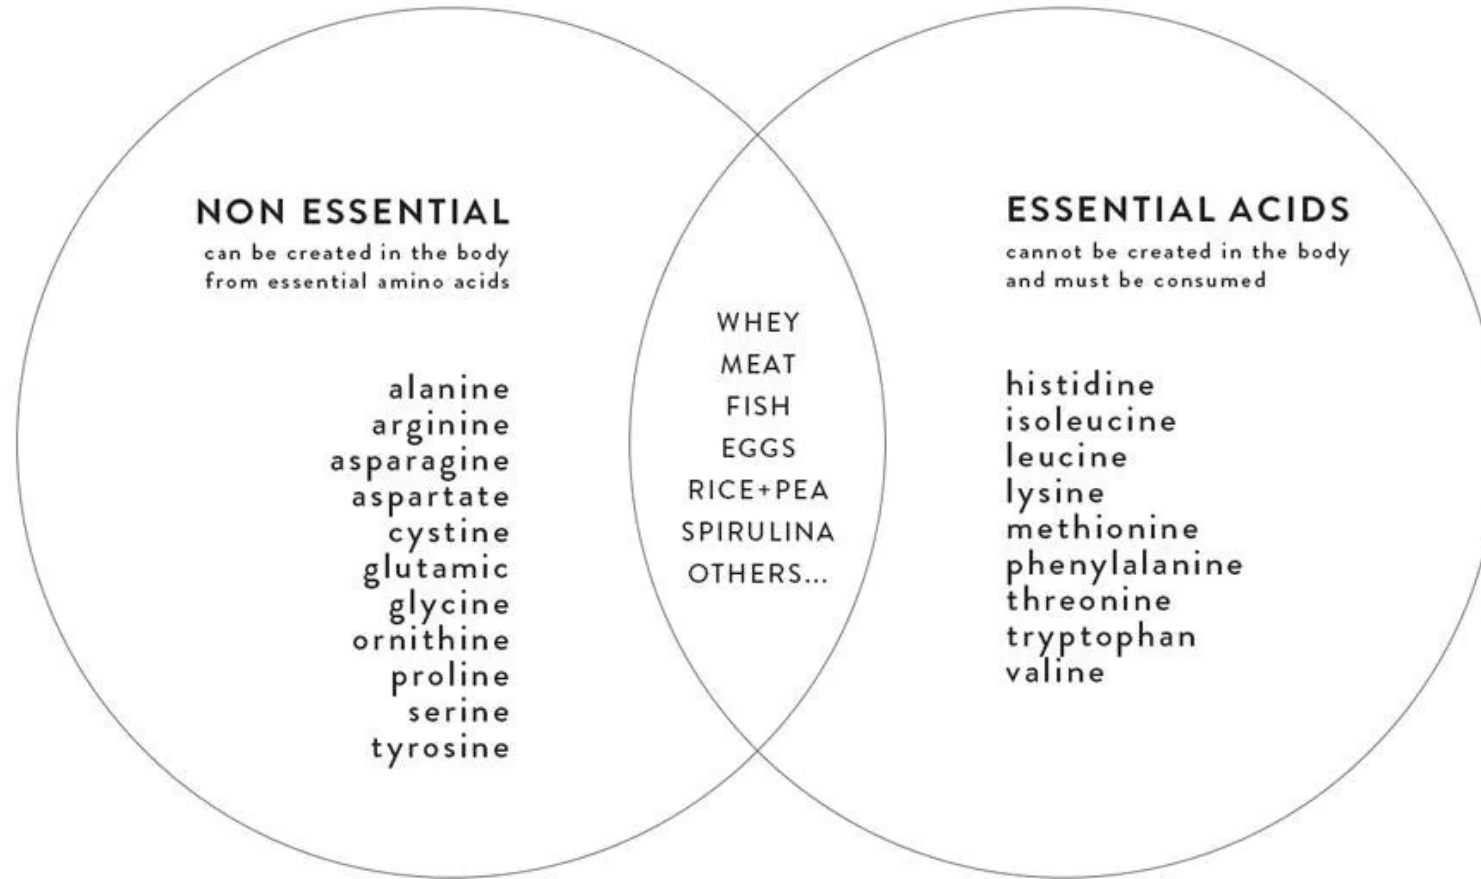 NON ESSENTIAL
can be created in the body
from essential amino acids
alanine
arginine
asparagine
aspartate
cystine
glutamic
glycine
ornithine
proline
serine
tyrosine
WHEY
MEAT
FISH
EGGS
RICE+PEA
SPIRULINA
OTHERS...
ESSENTIAL ACIDS
cannot be created in the body
and must be consumed
histidine
isoleucine
leucine
lysine
methionine
phenylalanine
threonine
tryptophan
valine